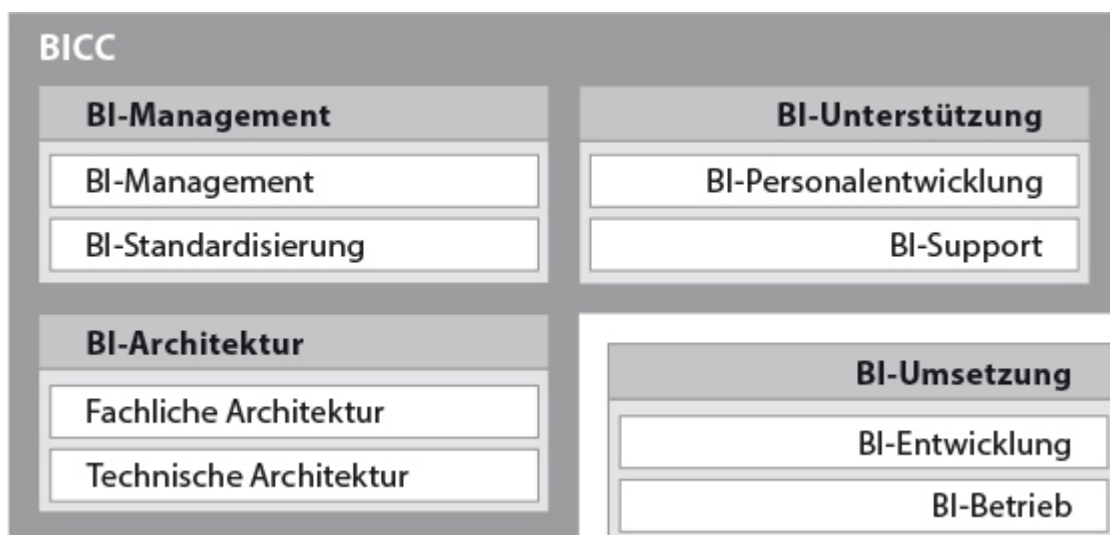 BICC
BI-Management
BI-Management
BI-Standardisierung
BI-Unterstützung
BI-Personalentwicklung
BI-Support
BI-Architektur
Fachliche Architektur
Technische Architektur
BI-Umsetzung
BI-Entwicklung
BI-Betrieb